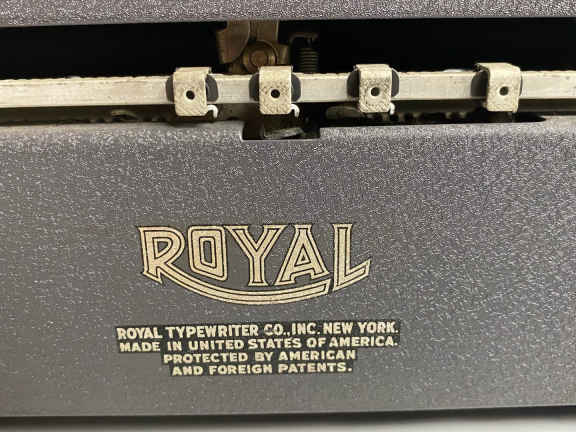 ROYAL
ROYAL TYPEWRITER CO., INC. NEW YORK.
MADE IN UNITED STATES OF AMERICA.
PROTECTED BY AMERICAN
AND FOREIGN PATENTS.